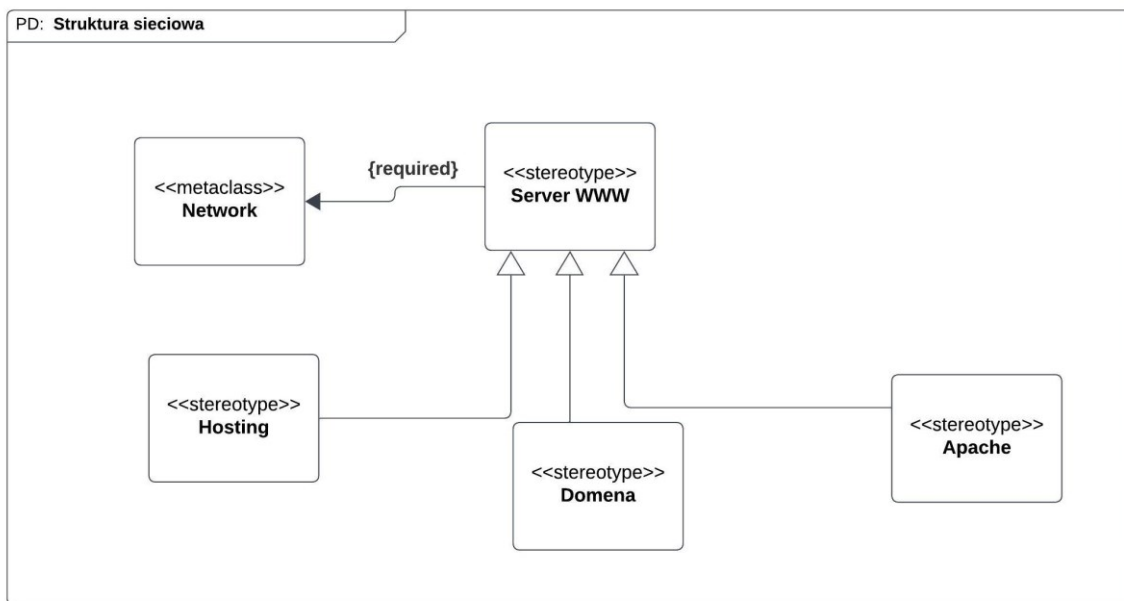 PD: Struktura sieciowa
{required}
<<metaclass>>
Network
<<stereotype>>
Server WWW
<<stereotype>>
Hosting
<<stereotype>>
Domena
<<stereotype>>
Apache